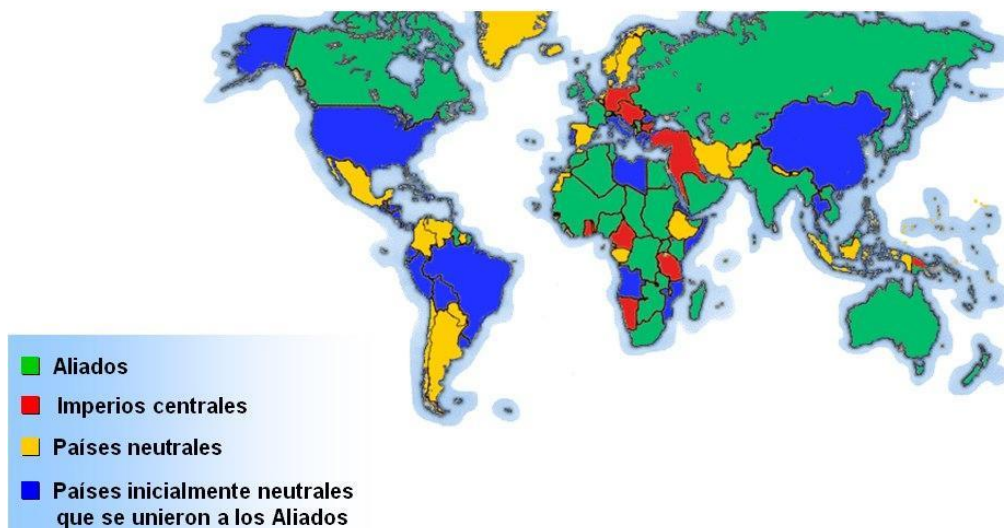 Aliados
Imperios centrales
Países neutrales
Países inicialmente neutrales
que se unieron a los Aliados